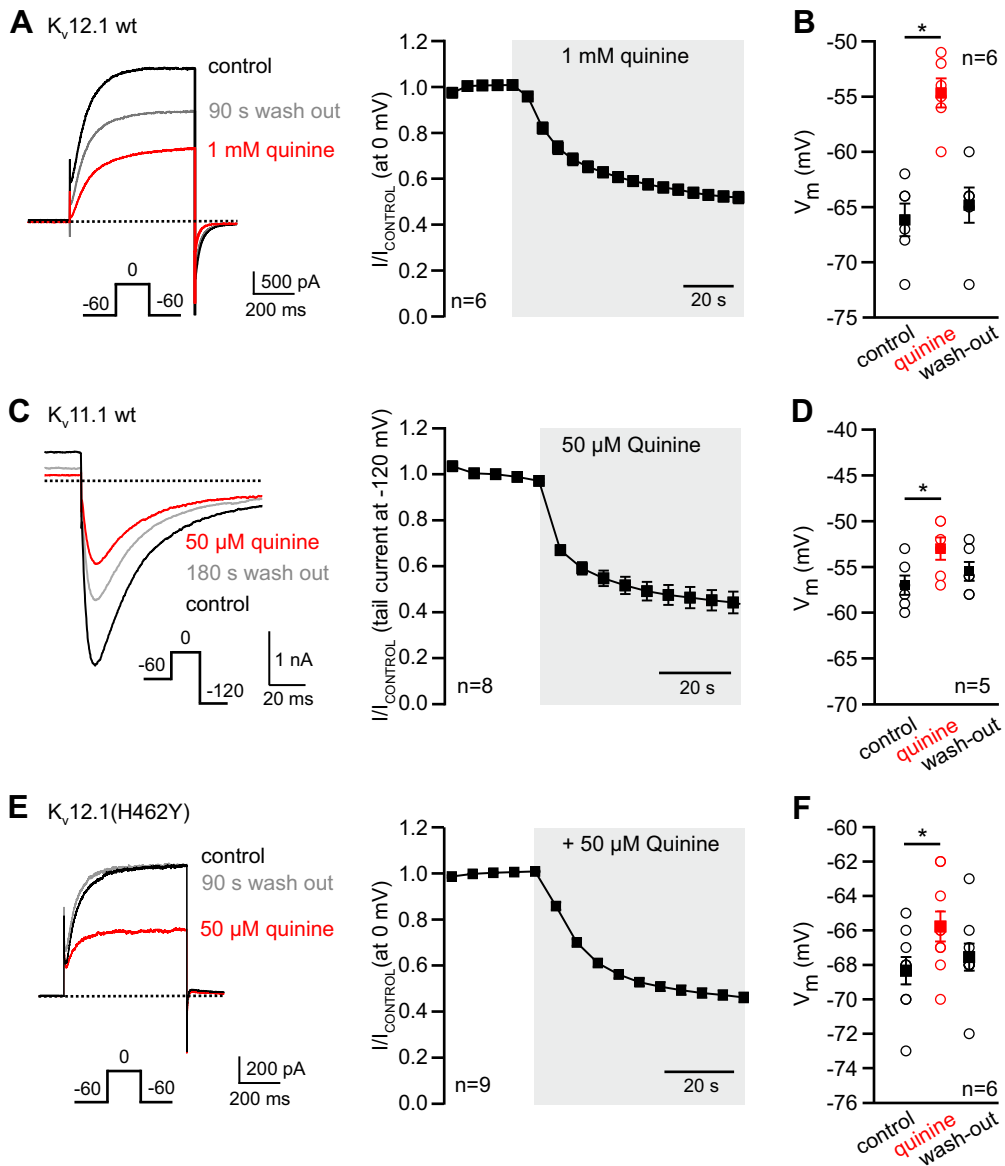 A
Kv12.1 wt
control
90 s wash out
1 mM quinine
0
-60
-60
500 pA
200 ms
1.2
1.0
0.8
0.6
0.4
0.2
0.0
I/ICONTROL (at 0 mV)
1 mM quinine
n=6
20 s
B
-50
-55
-60
-65
-70
-75
Vm (mV)
*
n=6
control
quinine
wash-out
C
Kv11.1 wt
50 µM quinine
180 s wash out
control
0
-60
-120
1 nA
20 ms
1.2
1.0
0.8
0.6
0.4
0.2
0.0
I/ICONTROL (tail current at -120 mV)
50 µM Quinine
n=8
20 s
D
-40
-45
-50
-55
-60
-65
-70
Vm (mV)
*
n=5
control
quinine
wash-out
E
Kv12.1(H462Y)
control
90 s wash out
50 µM quinine
0
-60
-60
200 pA
200 ms
1.2
1.0
0.8
0.6
0.4
0.2
0.0
I/ICONTROL (at 0 mV)
+ 50 µM Quinine
n=9
20 s
F
-60
-62
-64
-66
-68
-70
-72
-74
-76
Vm (mV)
*
n=6
control
quinine
wash-out